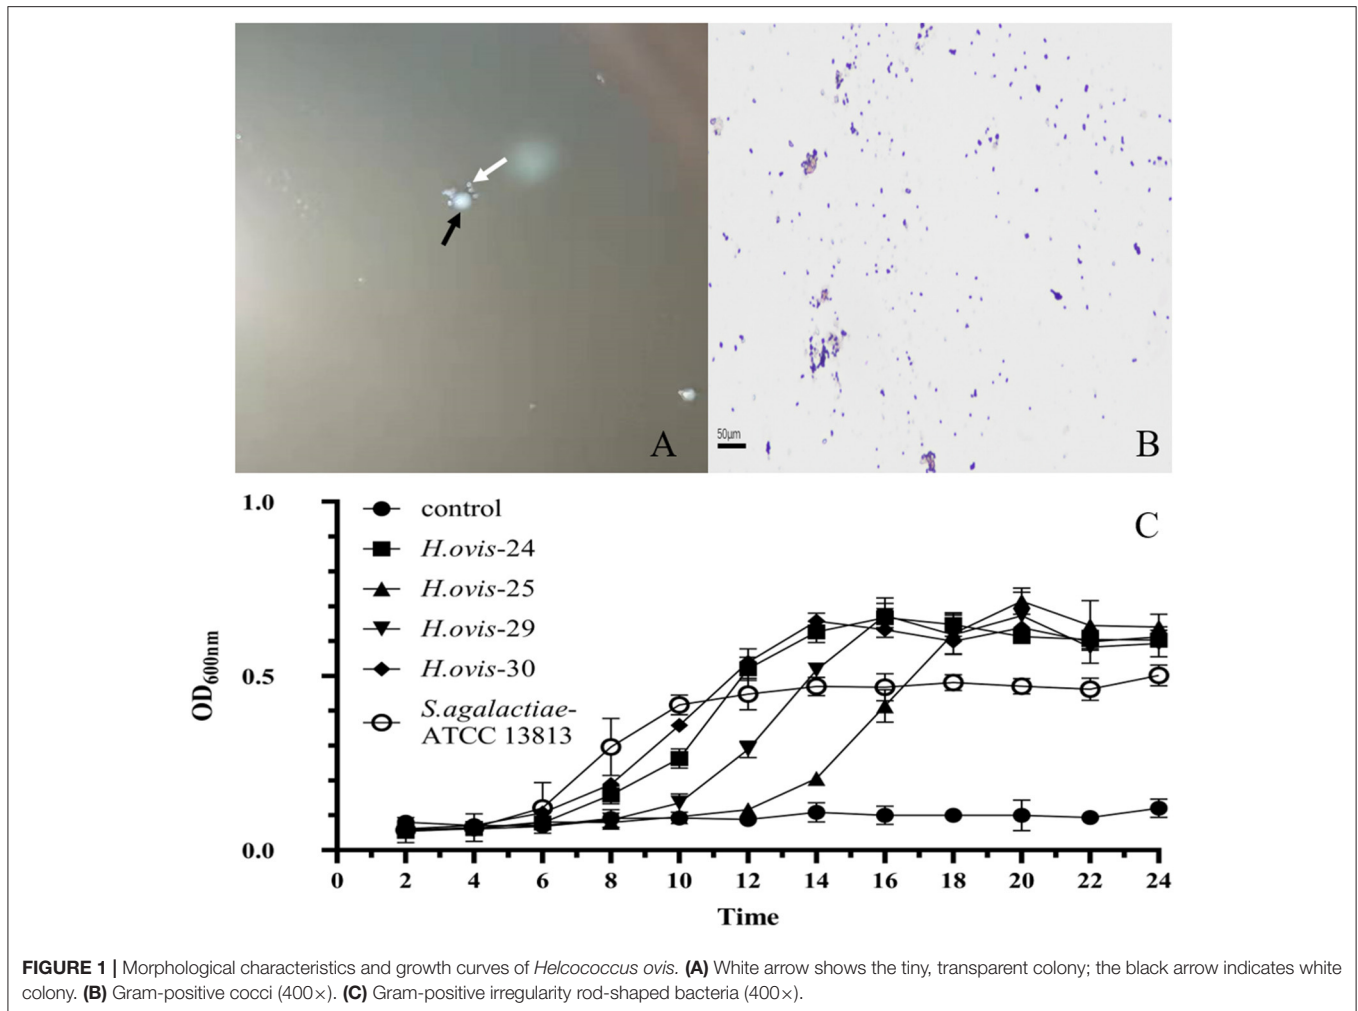 A
50μm
B
1.0
control
C
H.ovis-24
H.ovis-25
H.ovis-29
H.ovis-30
0.5
S.agalactiae-
ATCC 13813
OD600nm
0.0
0 2 4 6 8 10 12 14 16 18 20 22 24
Time
FIGURE 1 | Morphological characteristics and growth curves of Helcococcus ovis. (A) White arrow shows the tiny, transparent colony; the black arrow indicates white
colony. (B) Gram-positive cocci (400×). (C) Gram-positive irregularity rod-shaped bacteria (400×).